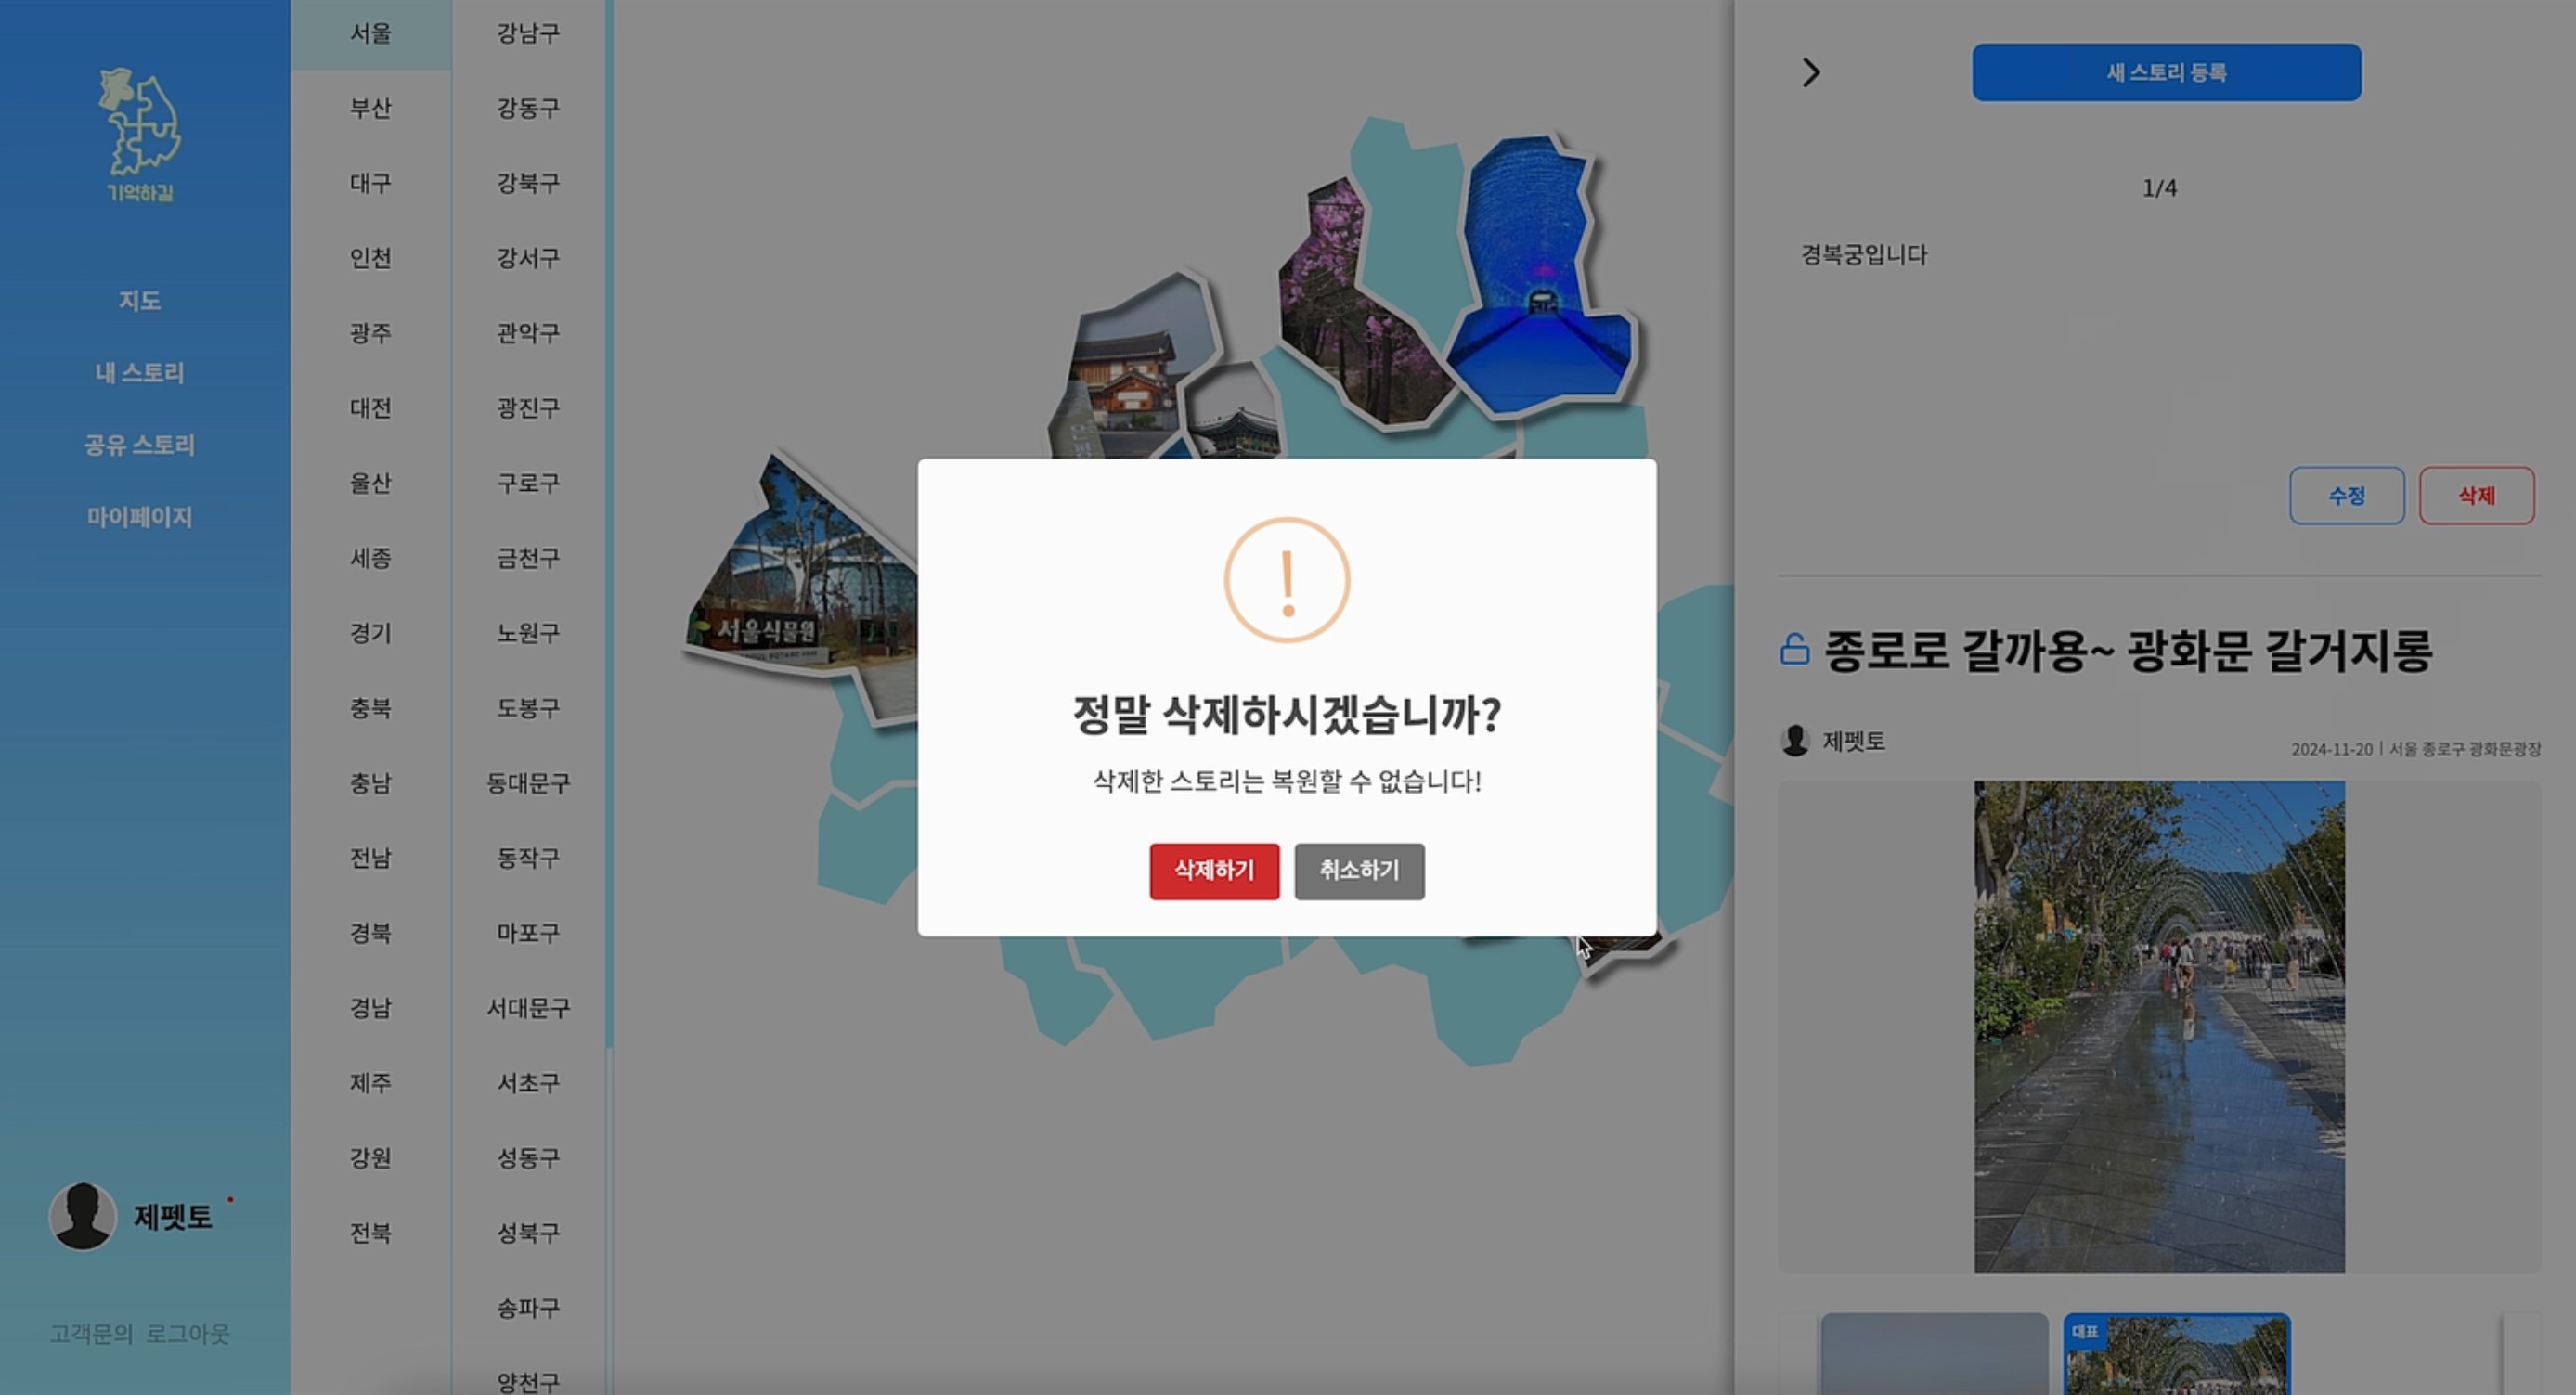 기억하길
지도
내 스토리
공유 스토리
마이페이지
제펫토
고객문의 로그아웃
서울
부산
대구
인천
광주
대전
울산
세종
경기
충북
충남
전남
경북
경남
제주
강원
전북
강남구
강동구
강북구
강서구
관악구
광진구
구로구
금천구
노원구
도봉구
동대문구
동작구
마포구
서대문구
서초구
성동구
성북구
송파구
양천구
서울식물원
정말 삭제하시겠습니까?
삭제한 스토리는 복원할 수 없습니다!
삭제하기
취소하기
새 스토리 등록
1/4
경복궁입니다
수정
삭제
종로로 갈까용~ 광화문 갈거지롱
제펫토
2024-11-20 | 서울 종로구 광화문광장
대표